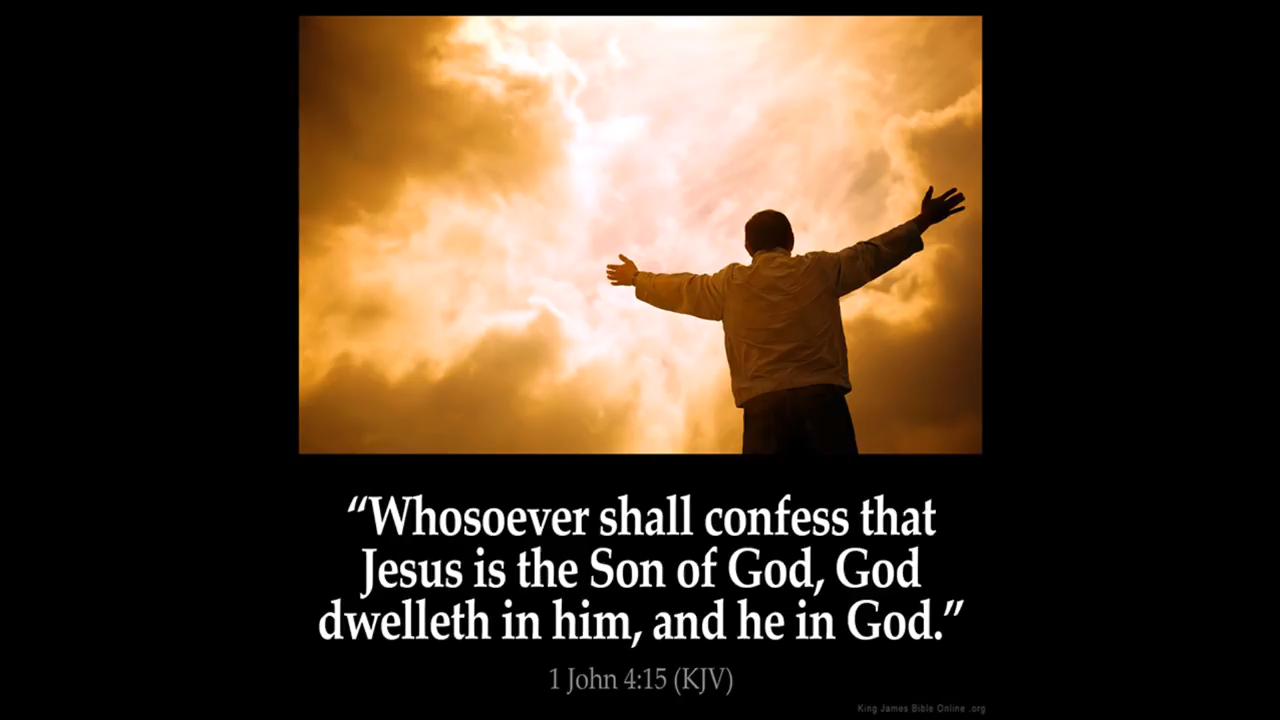 “Whosoever shall confess that
Jesus is the Son of God, God
dwelleth in him, and he in God.”
1 John 4:15 (KJV)
King James Bible Online .org